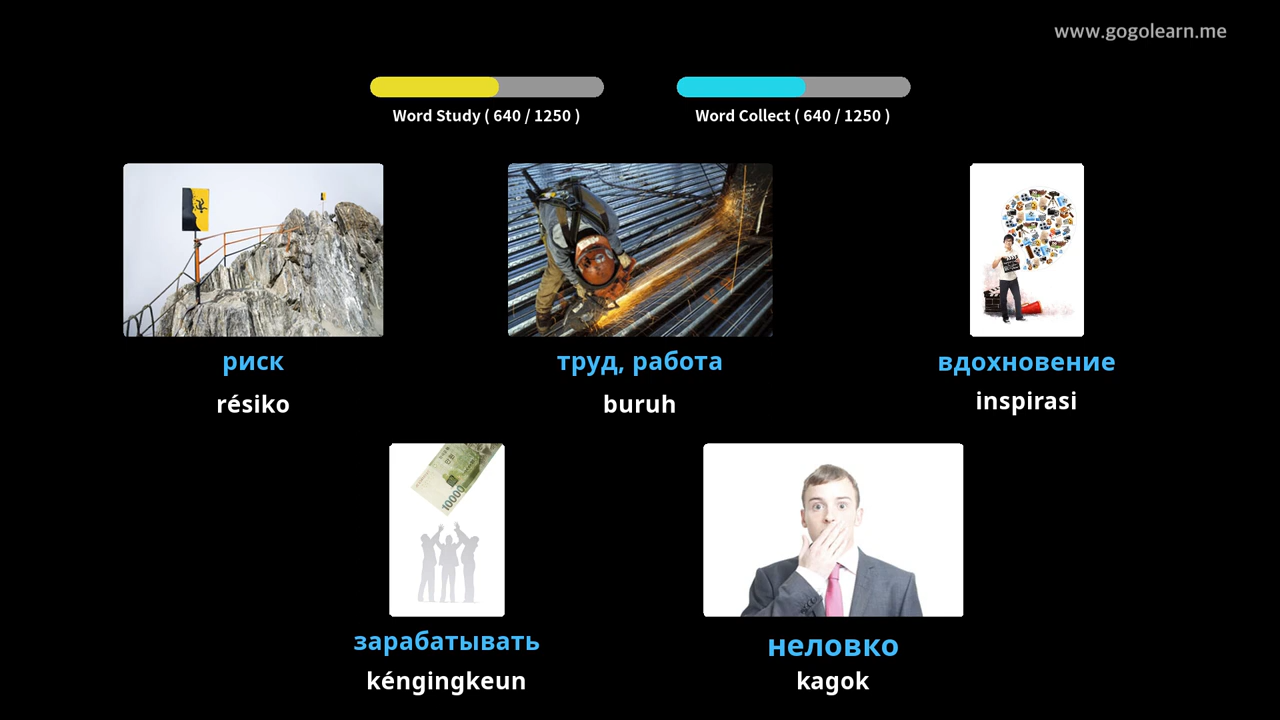 www.gogolearn.me
Word Study ( 640 / 1250 )
Word Collect ( 640 / 1250 )
риск
résiko
труд, работа
buruh
вдохновение
inspirasi
10000
зарабатывать
kéngingkeun
неловко
kagok